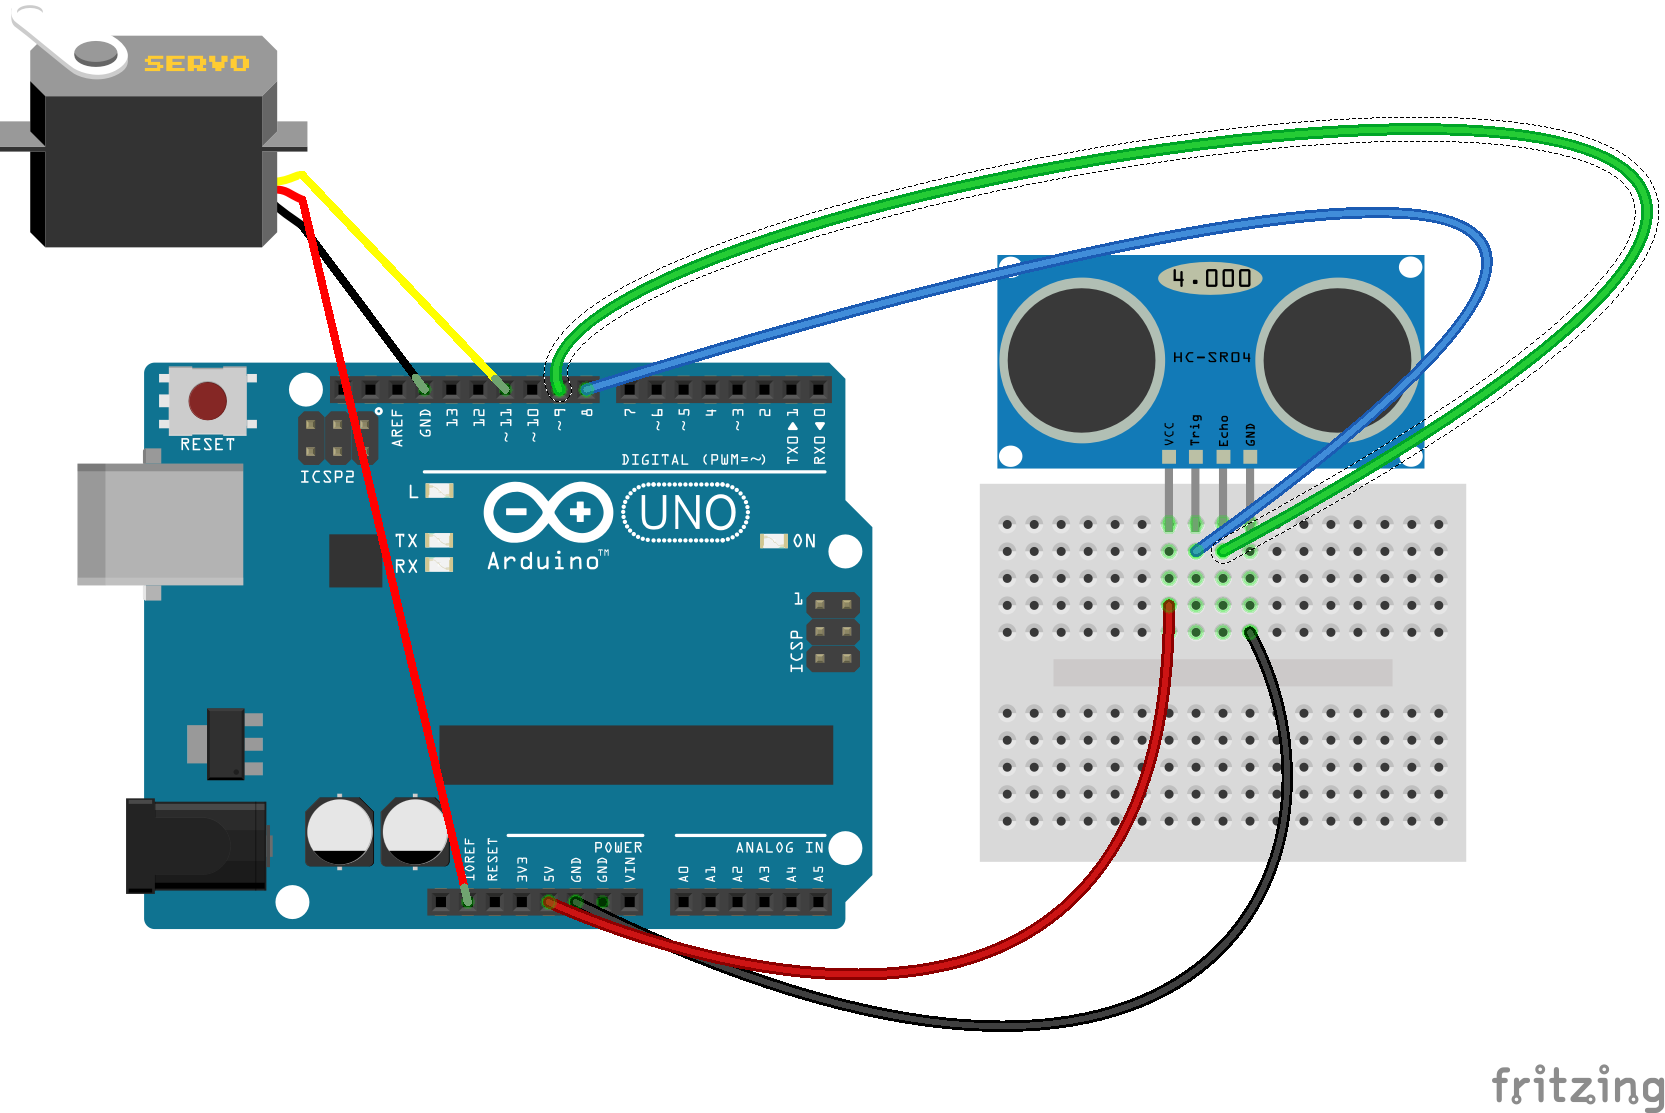 SERVO
4.000
HC-SR04
VCC
Trig
Echo
GND
RESET
ICSP2
AREF
GND
13
12
~11
~10
~9
8
7
~6
~5
4
~3
2
TX0 ▶ 1
RX0 ◀ 0
DIGITAL (PWM=~)
L
TX
RX
UNO
Arduino™
ON
1
ICSP
POWER
ANALOG IN
IOREF
RESET
3V3
5V
GND
GND
VIN
A0
A1
A2
A3
A4
A5
fritzing